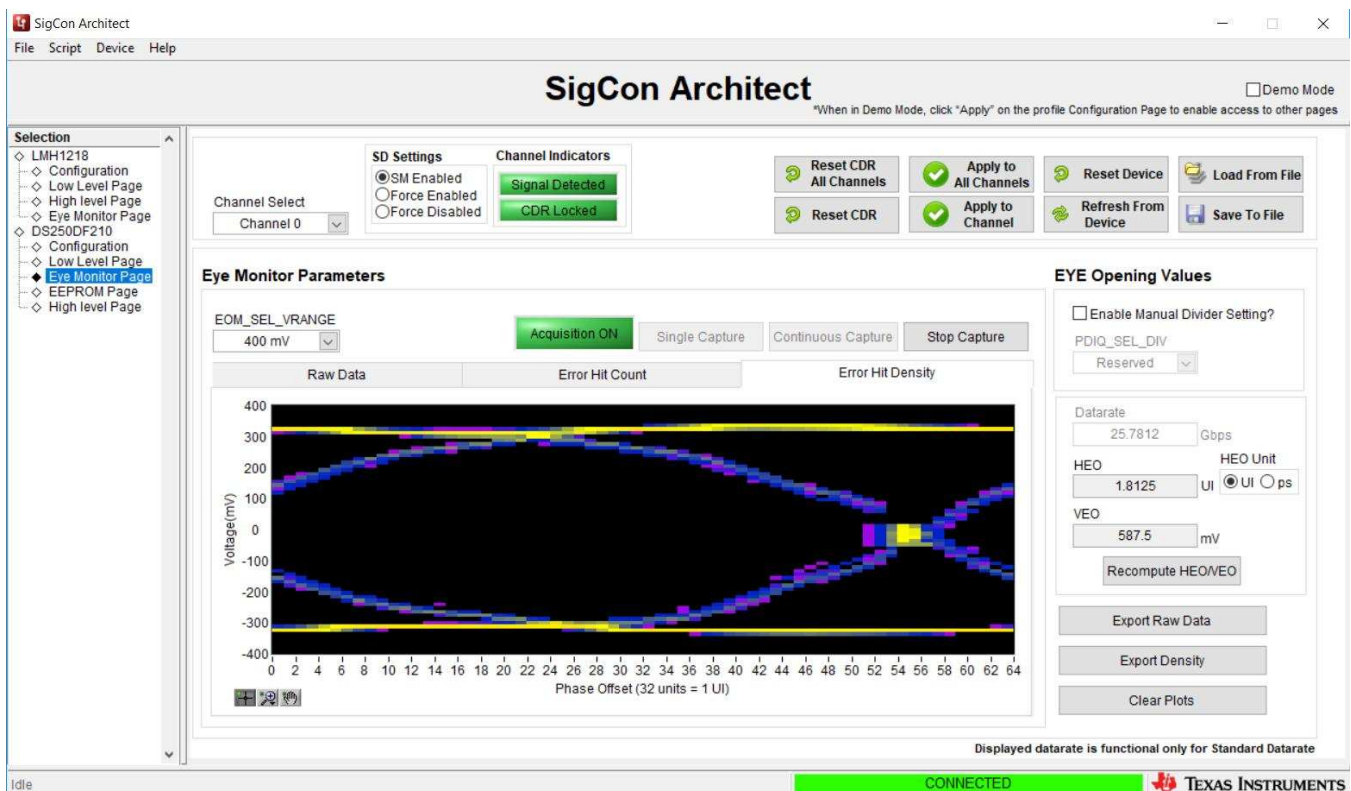 SigCon Architect
File Script Device Help
SigCon Architect
Demo Mode
*When in Demo Mode, click "Apply" on the profile Configuration Page to enable access to other pages
Selection
LMH1218
Configuration
Low Level Page
High level Page
Eye Monitor Page
DS250DF210
Configuration
Low Level Page
Eye Monitor Page
EEPROM Page
High level Page
Channel Select
Channel 0
SD Settings
SM Enabled
Force Enabled
Force Disabled
Channel Indicators
Signal Detected
CDR Locked
Reset CDR
All Channels
Apply to
All Channels
Reset Device
Load From File
Reset CDR
Apply to
Channel
Refresh From
Device
Save To File
Eye Monitor Parameters
EOM_SEL_VRANGE
400 mV
Acquisition ON
Single Capture
Continuous Capture
Stop Capture
Raw Data
Error Hit Count
Error Hit Density
Voltage(mV)
400
300
200
100
0
-100
-200
-300
-400
0 2 4 6 8 10 12 14 16 18 20 22 24 26 28 30 32 34 36 38 40 42 44 46 48 50 52 54 56 58 60 62 64
Phase Offset (32 units = 1 UI)
EYE Opening Values
Enable Manual Divider Setting?
PDIQ_SEL_DIV
Reserved
Datarate
25.7812 Gbps
HEO
1.8125 UI
HEO Unit
UI ps
VEO
587.5 mV
Recompute HEO/VEO
Export Raw Data
Export Density
Clear Plots
Displayed datarate is functional only for Standard Datarate
Idle
CONNECTED
TEXAS INSTRUMENTS